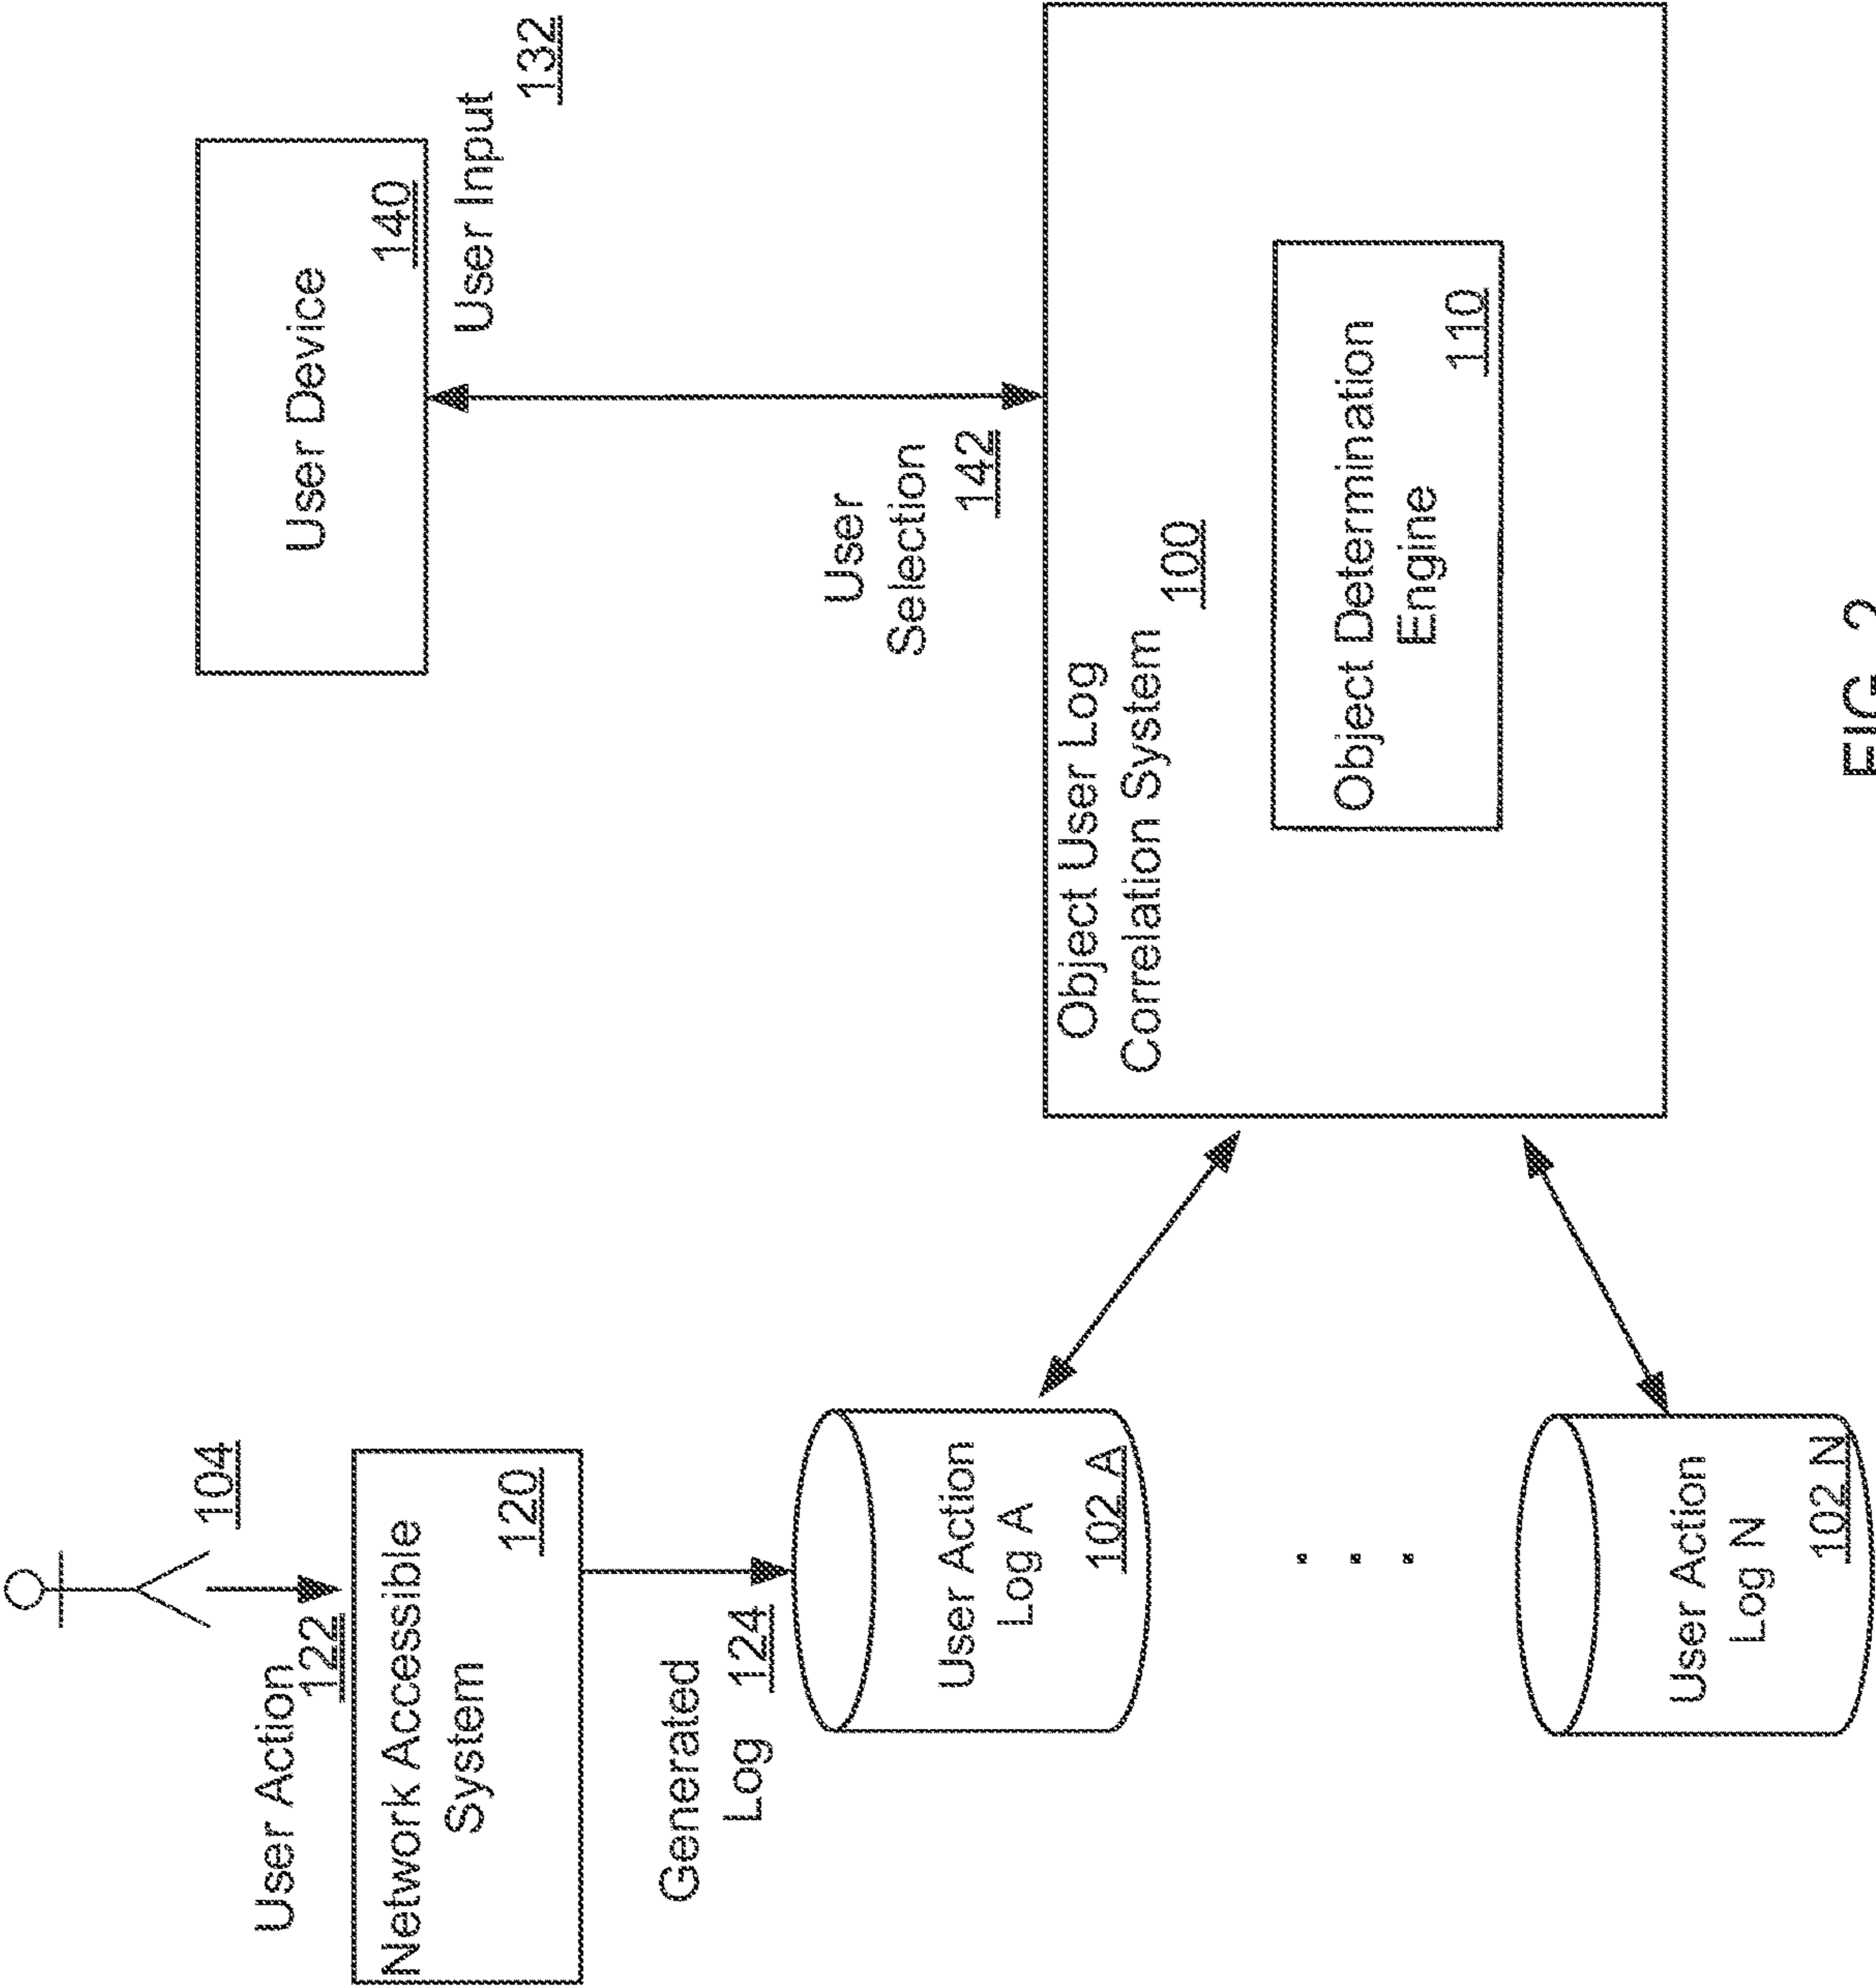 104
User Action
122
Network Accessible
System
120
Generated
Log 124
User Action
Log A
102 A
User Action
Log N
102 N
User Device
140
User Input
132
User
Selection
142
Object User Log
Correlation System
100
Object Determination
Engine
110
FIG. 2